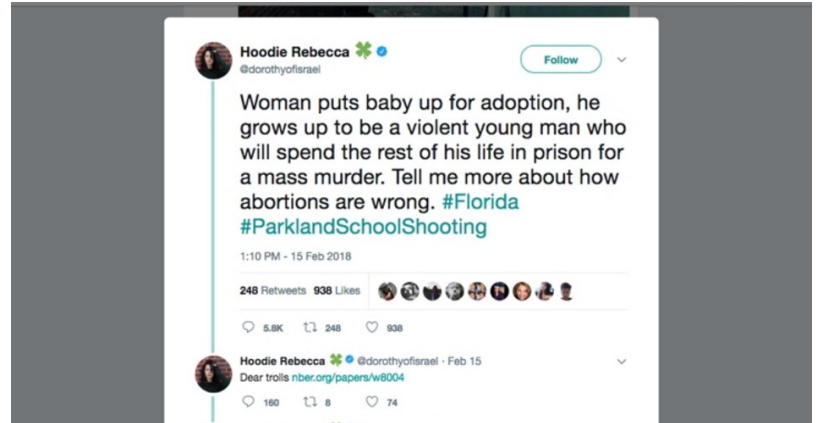 Hoodie Rebecca
@dorothyofisrael
Follow
Woman puts baby up for adoption, he
grows up to be a violent young man who
will spend the rest of his life in prison for
a mass murder. Tell me more about how
abortions are wrong. #Florida
#ParklandSchoolShooting
1:10 PM - 15 Feb 2018
248 Retweets 938 Likes
5.8K 248 938
Hoodie Rebecca @dorothyofisrael · Feb 15
Dear trolls nber.org/papers/w8004
160 8 74